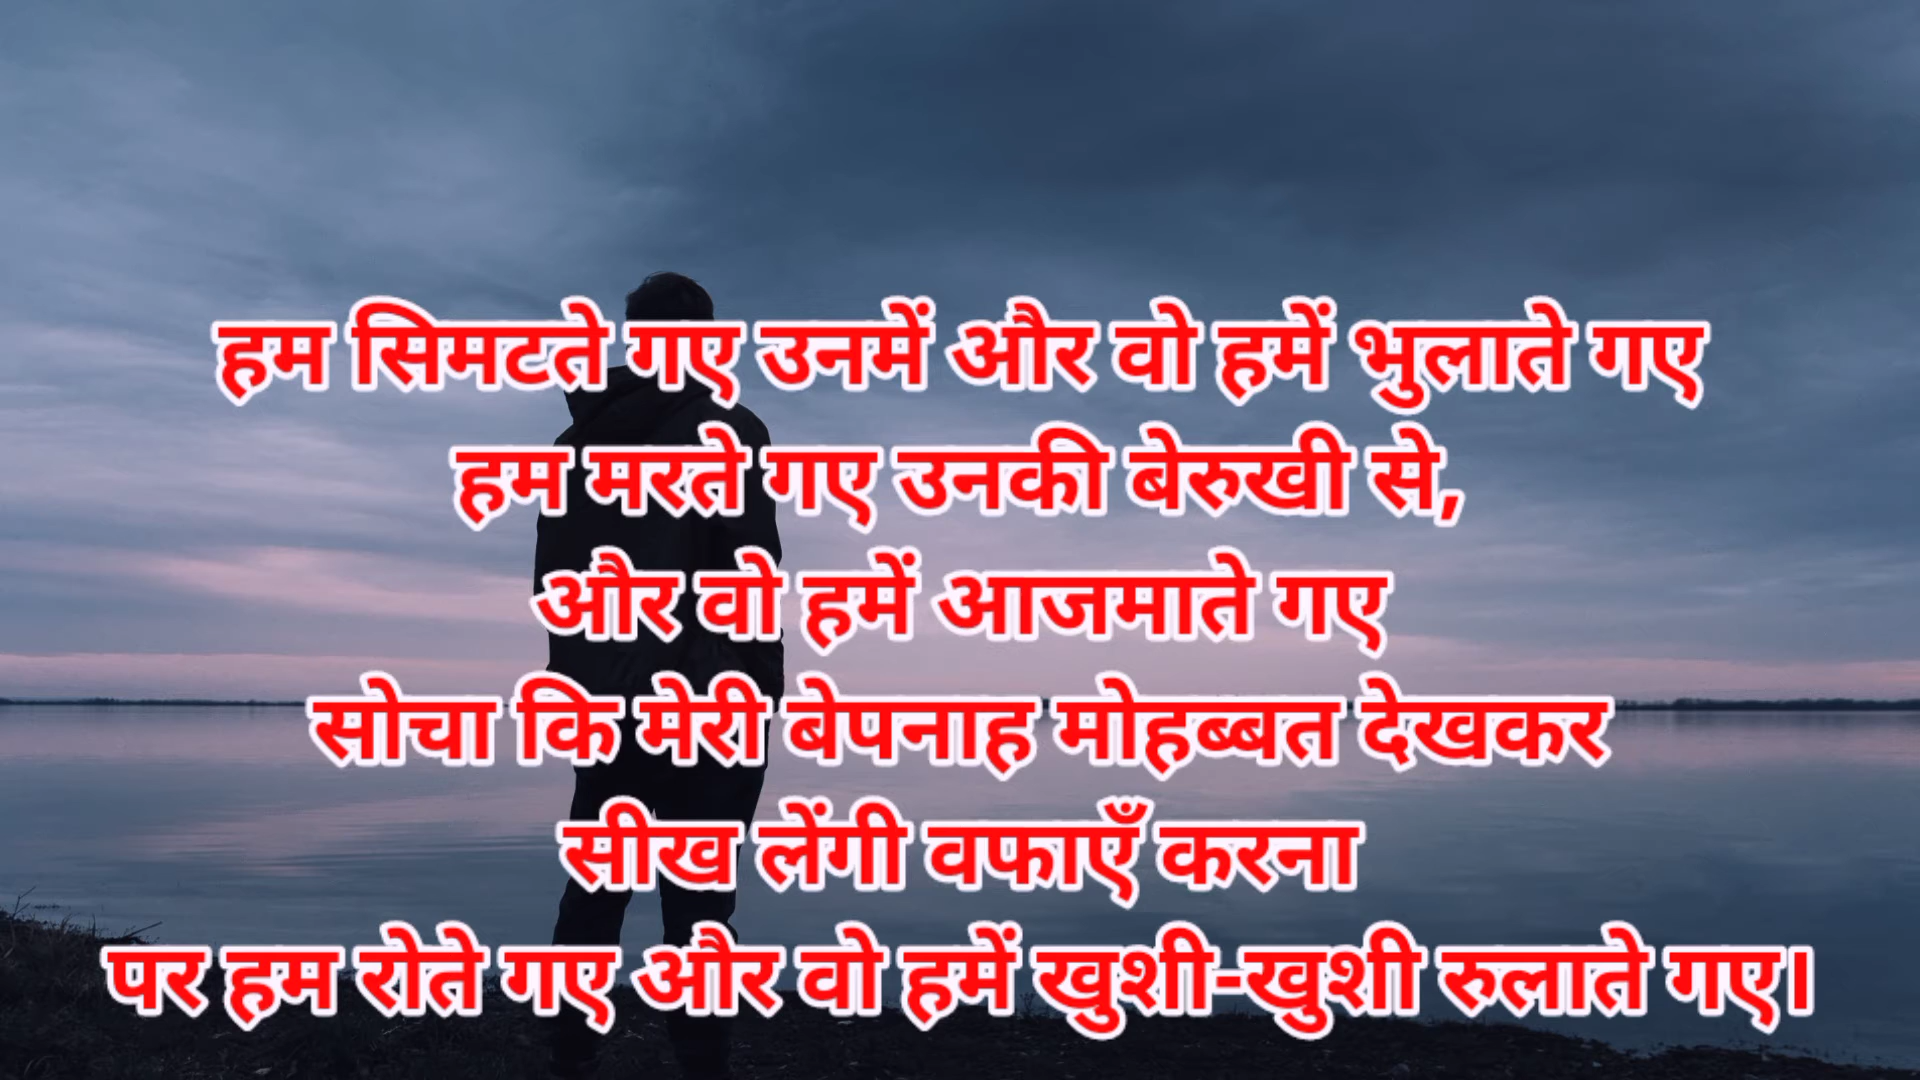 हम सिमटते गए उनमें और वो हमें भुलाते गए
हम मरते गए उनकी बेरुखी से,
और वो हमें आजमाते गए
सोचा कि मेरी बेपनाह मोहब्बत देखकर
सीख लेंगी वफाएँ करना
पर हम रोते गए और वो हमें खुशी-खुशी रुलाते गए।